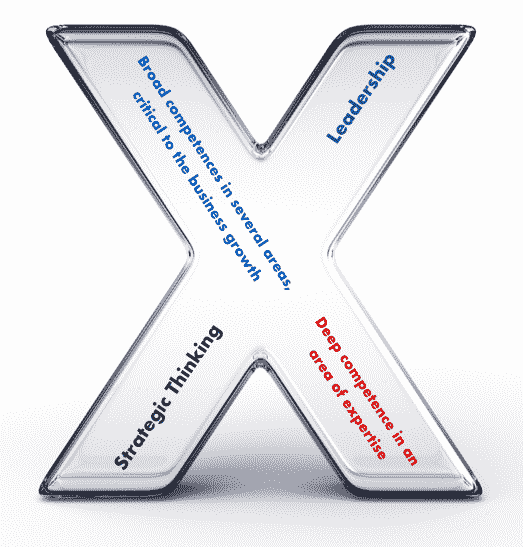 Broad competences in several areas,
critical to the business growth
Leadership
Strategic Thinking
Deep competence in an
area of expertise